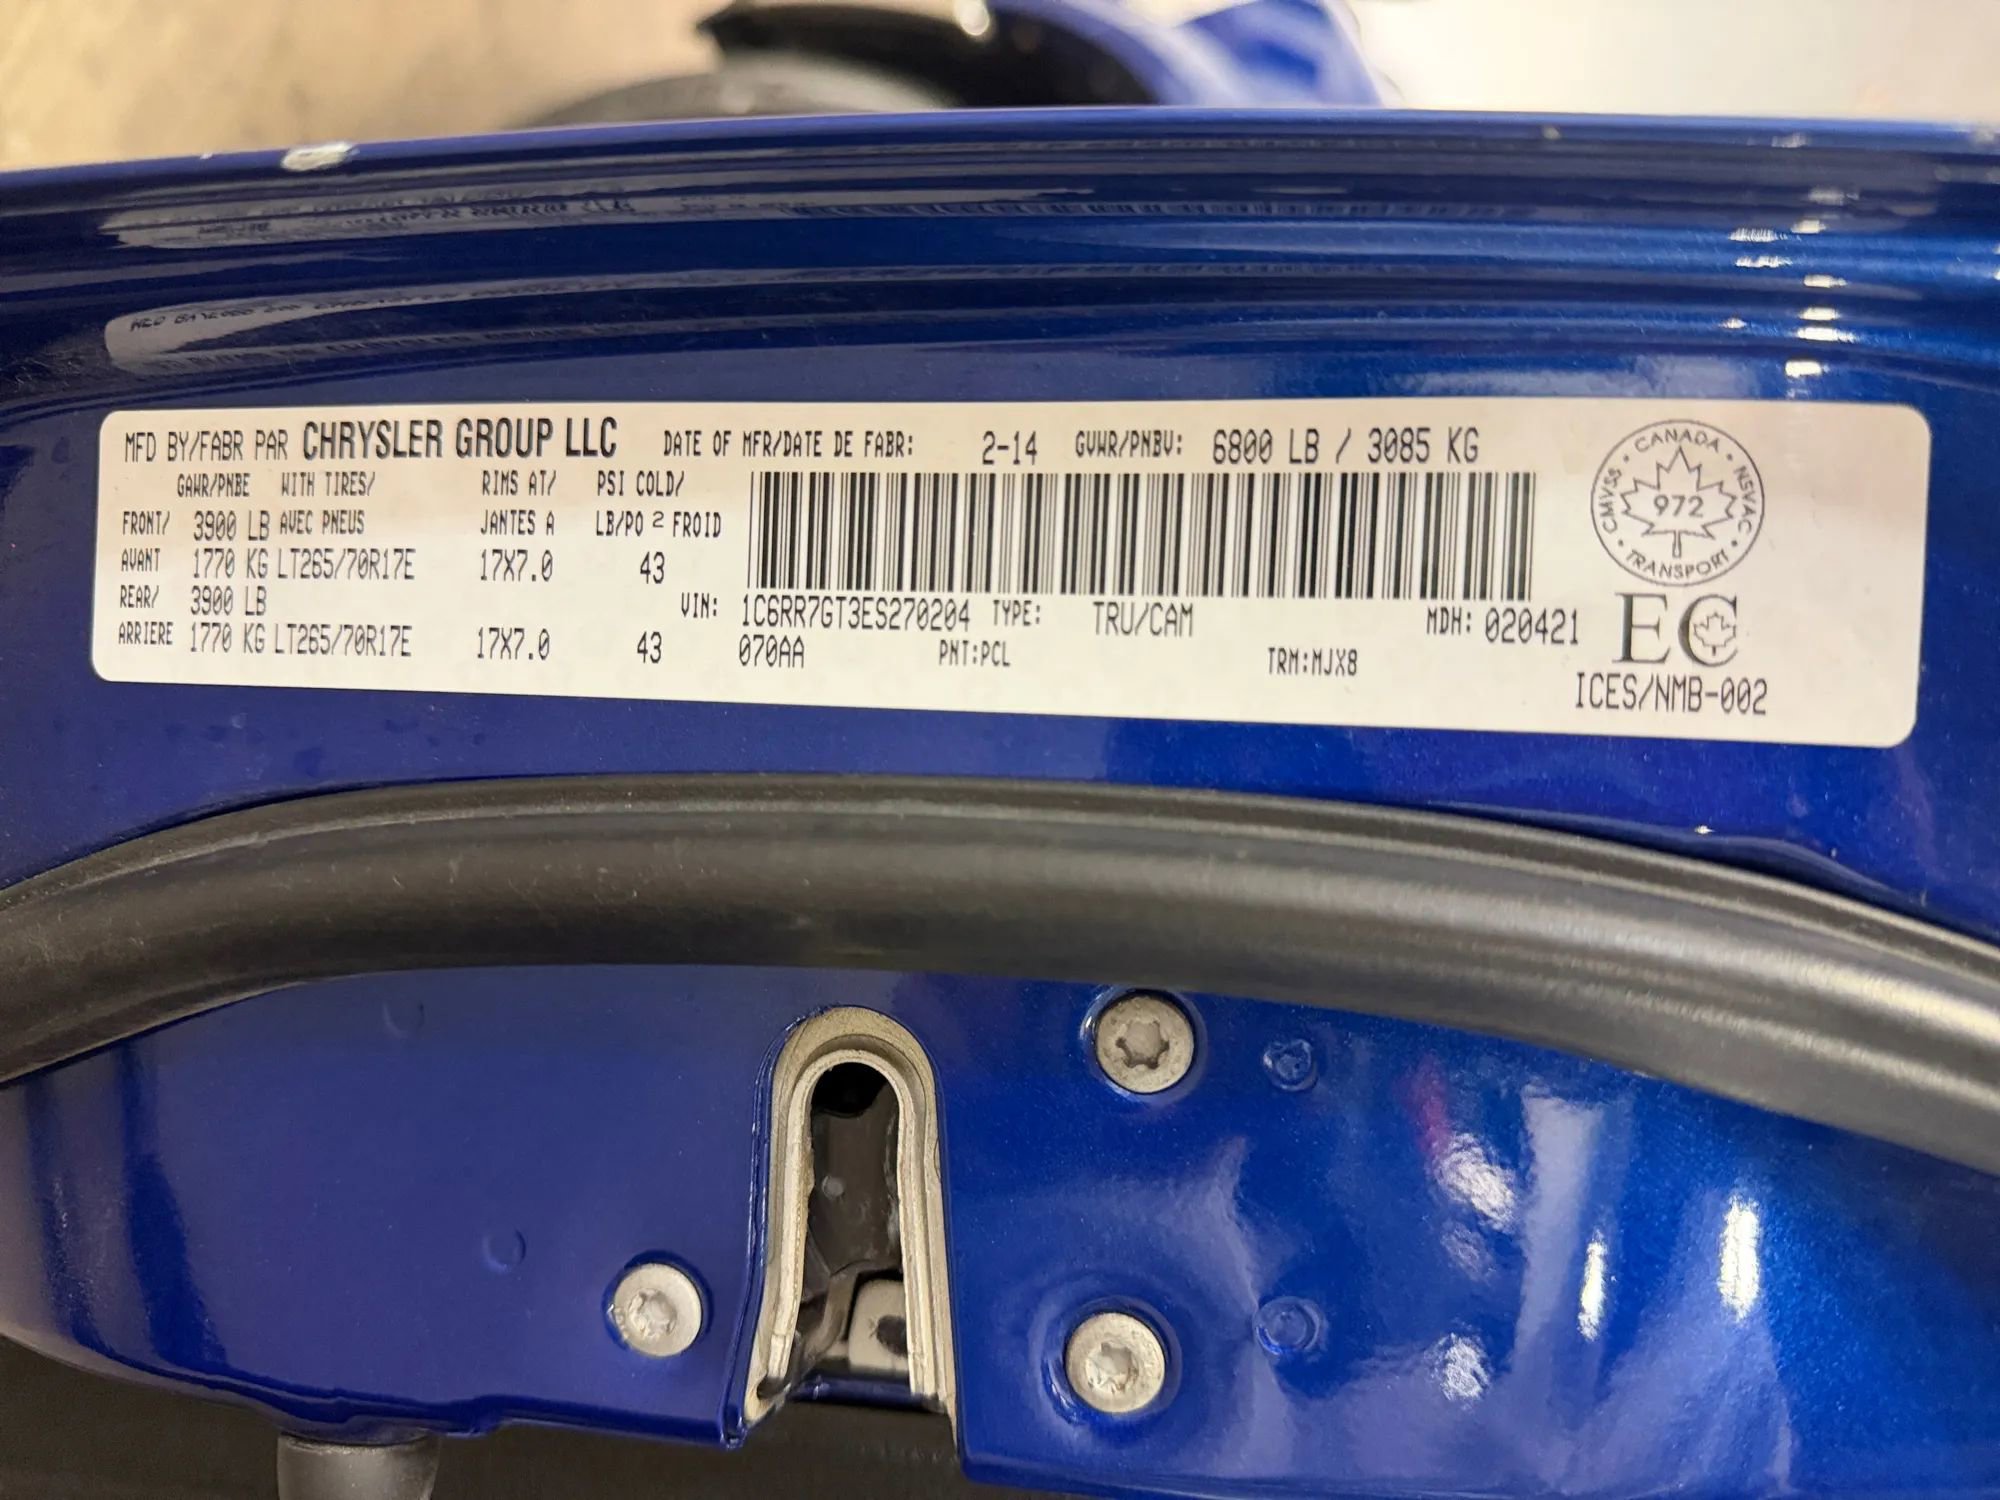 MFD BY/FABR PAR CHRYSLER GROUP LLC DATE OF MFR/DATE DE FABR: 2-14 GVWR/PNBV: 6800 LB / 3085 KG
GAWR/PNBE WITH TIRES/ RIMS AT/ PSI COLD/
FRONT/ 3900 LB AVEC PNEUS JANTES A LB/PO 2 FROID
AVANT 1770 KG LT265/70R17E 17X7.0 43
REAR/ 3900 LB
VIN: 1C6RR7GT3ES270204 TYPE: TRU/CAM MDH: 020421
ARRIERE 1770 KG LT265/70R17E 17X7.0 43 070AA PNT:PCL TRM:MJX8
CANADA
CMVSS • NSVAC
972
TRANSPORT
EC
ICES/NMB-002